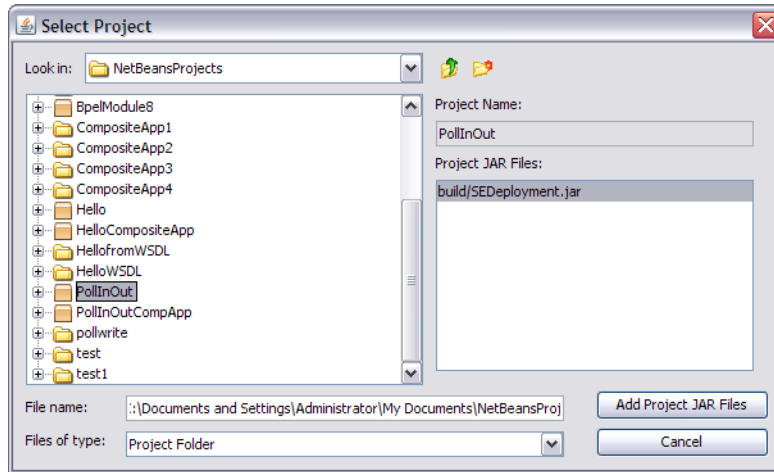 Select Project
Look in: NetBeansProjects
BpelModule8
CompositeApp1
CompositeApp2
CompositeApp3
CompositeApp4
Hello
HelloCompositeApp
HellofromWSDL
HelloWSDL
PollInOut
PollInOutCompApp
pollwrite
test
test1
Project Name:
PollInOut
Project JAR Files:
build/SEDeployment.jar
File name: :\Documents and Settings\Administrator\My Documents\NetBeansProj
Add Project JAR Files
Files of type: Project Folder
Cancel